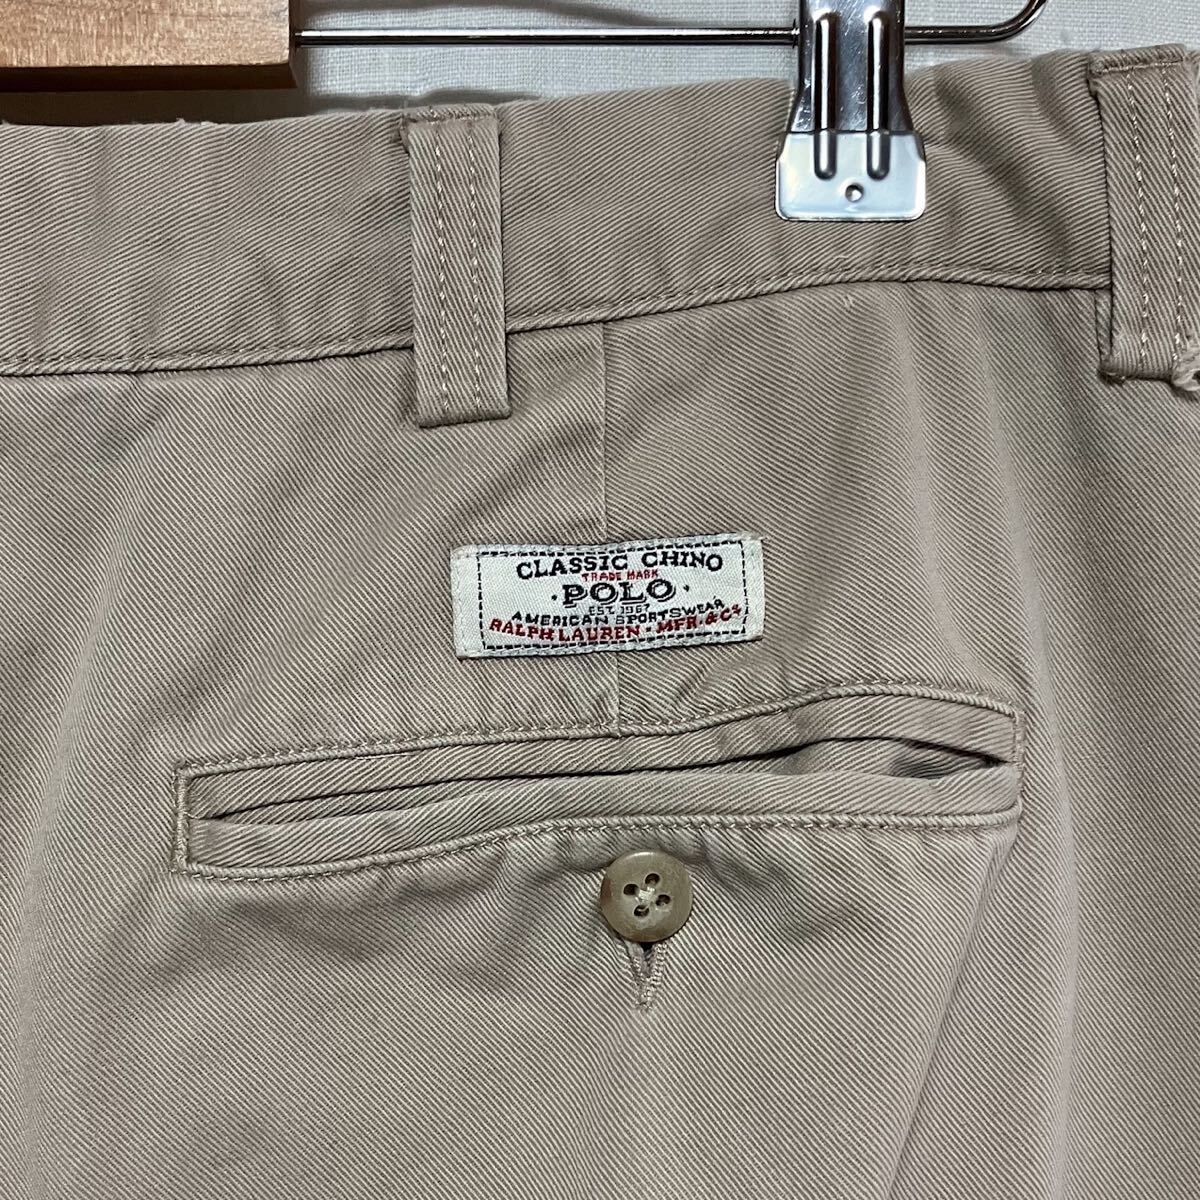 CLASSIC CHINO
TRADE MARK
·POLO·
EST. 1967
AMERICAN SPORTSWEAR
RALPH LAUREN · MFR. & Cº